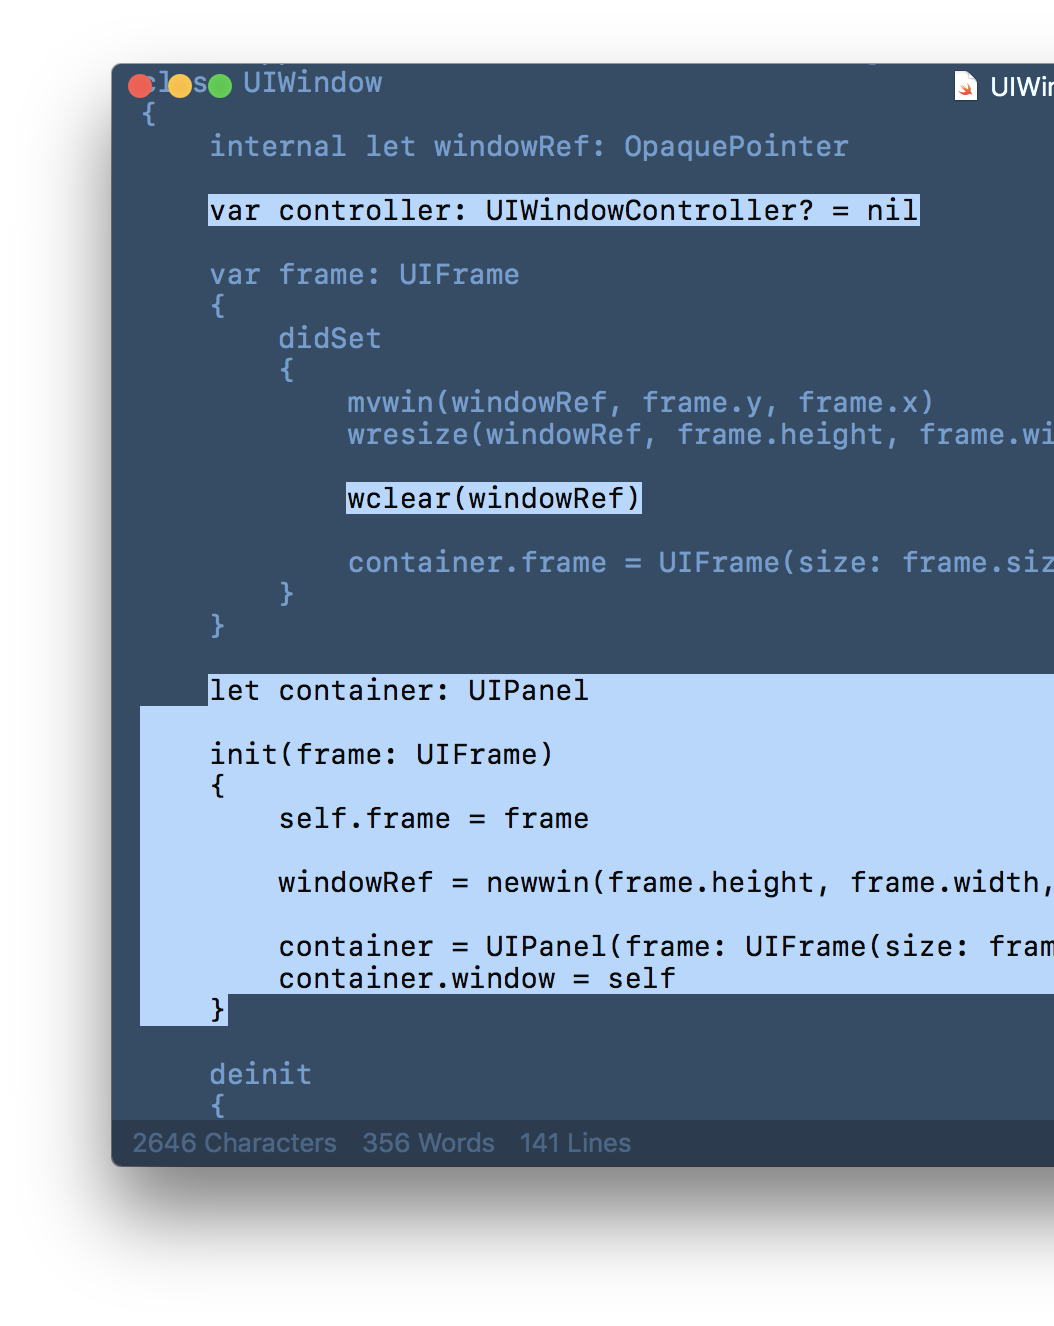 UIWindow
{
internal let windowRef: OpaquePointer
var controller: UIWindowController? = nil
var frame: UIFrame
{
didSet
{
mvwin(windowRef, frame.y, frame.x)
wresize(windowRef, frame.height, frame.wi
wclear(windowRef)
container.frame = UIFrame(size: frame.siz
}
}
let container: UIPanel
init(frame: UIFrame)
{
self.frame = frame
windowRef = newwin(frame.height, frame.width,
container = UIPanel(frame: UIFrame(size: fram
container.window = self
}
deinit
{
2646 Characters 356 Words 141 Lines